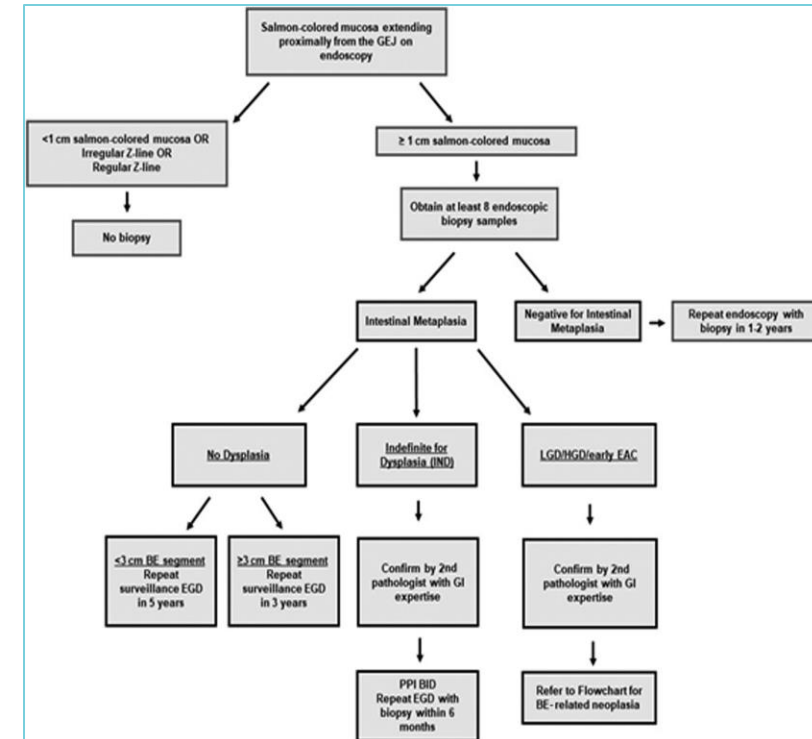 Salmon-colored mucosa extending
proximally from the GEJ on
endoscopy
<1 cm salmon-colored mucosa OR
Irregular Z-line OR
Regular Z-line
≥ 1 cm salmon-colored mucosa
No biopsy
Obtain at least 8 endoscopic
biopsy samples
Intestinal Metaplasia
Negative for Intestinal
Metaplasia
Repeat endoscopy with
biopsy in 1-2 years
No Dysplasia
Indefinite for
Dysplasia (IND)
LGD/HGD/early EAC
<3 cm BE segment
Repeat
surveillance EGD
in 5 years
≥3 cm BE segment
Repeat
surveillance EGD
in 3 years
Confirm by 2nd
pathologist with GI
expertise
Confirm by 2nd
pathologist with GI
expertise
PPI BID
Repeat EGD with
biopsy within 6
months
Refer to Flowchart for
BE- related neoplasia